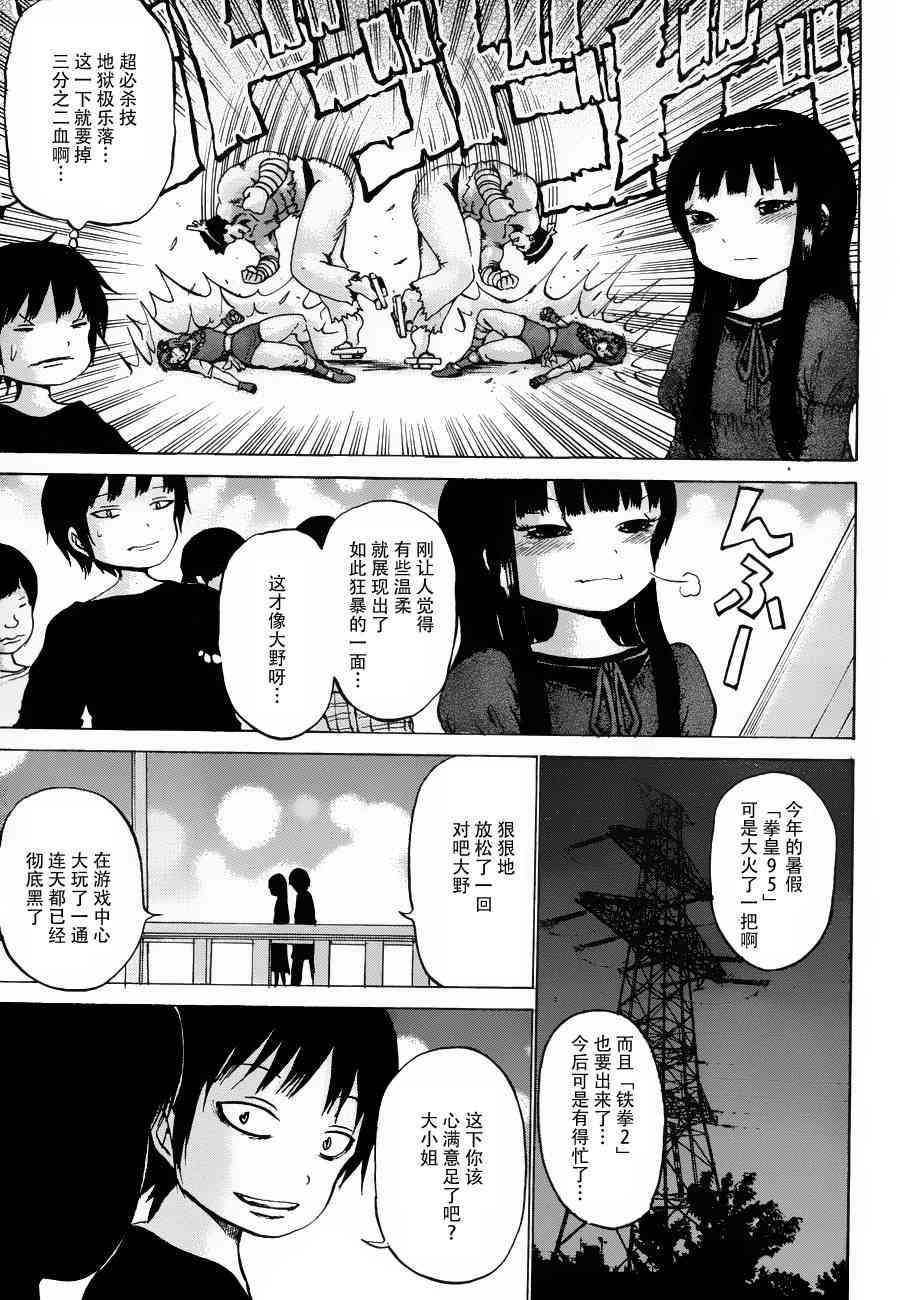 超必杀技
地狱极乐落…
这一下就要掉
三分之二血啊…
んふー
刚让人觉得
有些温柔
就展现出了
如此狂暴的一面…
这才像大野呀…
今年的暑假
「拳皇95」
可是大火了一把啊
而且「铁拳2」
也要出来了…
今后可是有得忙了…
狠狠地
放松了一回
对吧大野
在游戏中心
大玩了一通
连天都已经
彻底黑了
这下你该
心满意足了吧?
大小姐